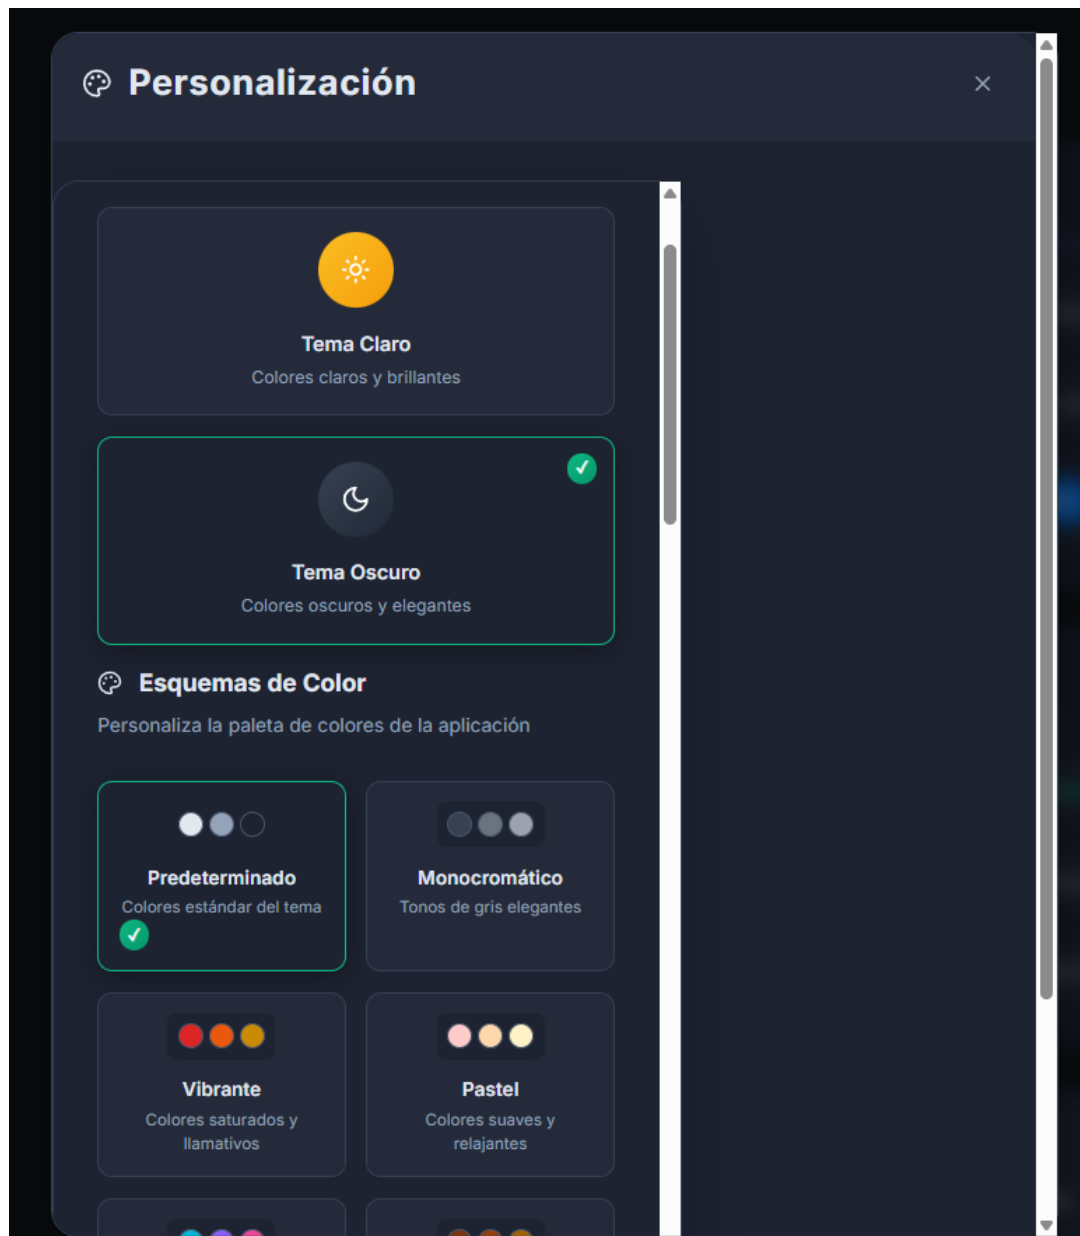 Personalización
Tema Claro
Colores claros y brillantes
Tema Oscuro
Colores oscuros y elegantes
Esquemas de Color
Personaliza la paleta de colores de la aplicación
Predeterminado
Colores estándar del tema
Monocromático
Tonos de gris elegantes
Vibrante
Colores saturados y
llamativos
Pastel
Colores suaves y
relajantes